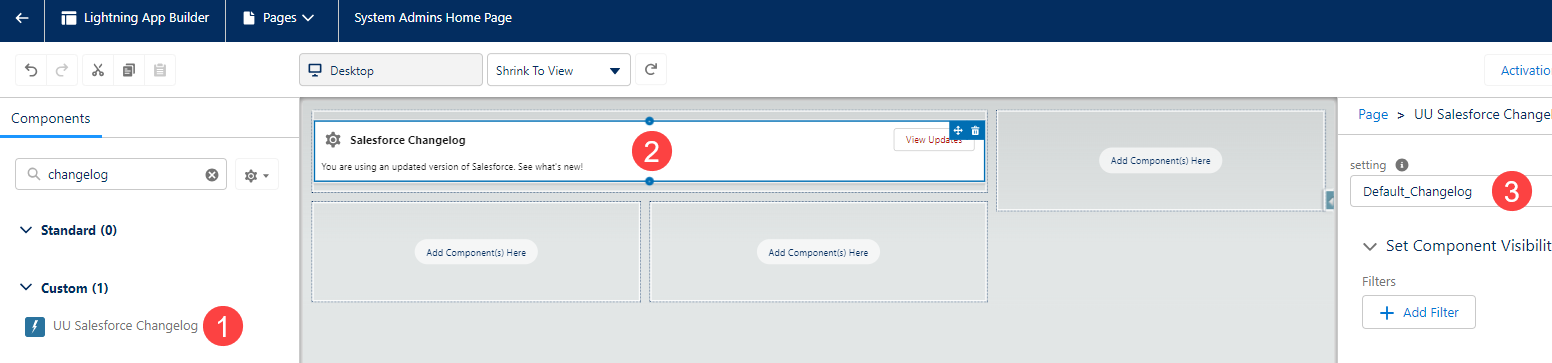 Lightning App Builder
Pages
System Admins Home Page
Desktop
Shrink To View
Activatio
Components
changelog
Standard (0)
Custom (1)
UU Salesforce Changelog
1
Salesforce Changelog
View Updates
You are using an updated version of Salesforce. See what's new!
2
Add Component(s) Here
Add Component(s) Here
Add Component(s) Here
Page > UU Salesforce Change
setting
Default_Changelog
3
Set Component Visibilit
Filters
Add Filter